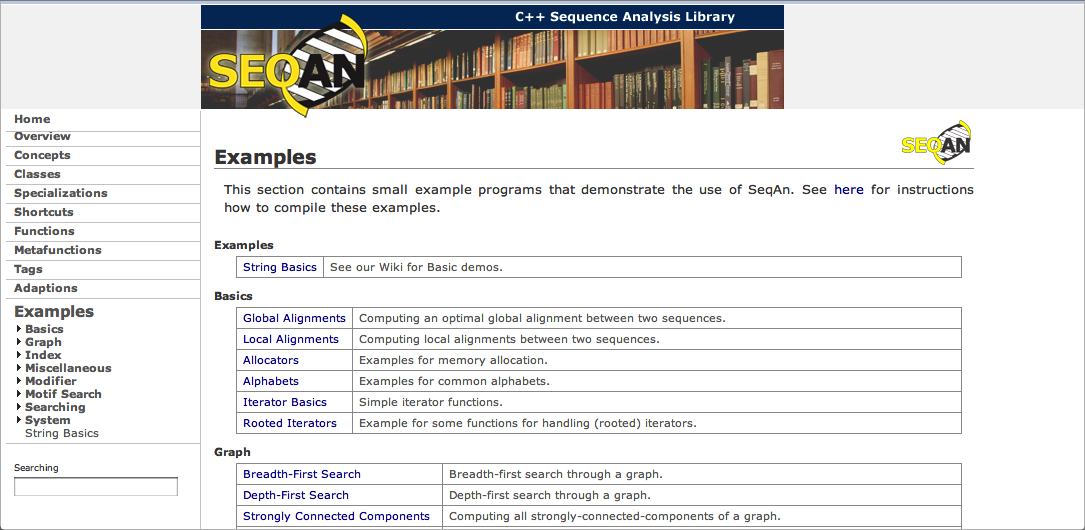 C++ Sequence Analysis Library
SEQAN
Home
Overview
Concepts
Classes
Specializations
Shortcuts
Functions
Metafunctions
Tags
Adaptions
Examples
Basics
Graph
Index
Miscellaneous
Modifier
Motif Search
Searching
System
String Basics
Searching
SEQAN
Examples
This section contains small example programs that demonstrate the use of SeqAn. See here for instructions
how to compile these examples.
Examples
String Basics See our Wiki for Basic demos.
Basics
Global Alignments Computing an optimal global alignment between two sequences.
Local Alignments Computing local alignments between two sequences.
Allocators Examples for memory allocation.
Alphabets Examples for common alphabets.
Iterator Basics Simple iterator functions.
Rooted Iterators Example for some functions for handling (rooted) iterators.
Graph
Breadth-First Search Breadth-first search through a graph.
Depth-First Search Depth-first search through a graph.
Strongly Connected Components Computing all strongly-connected-components of a graph.